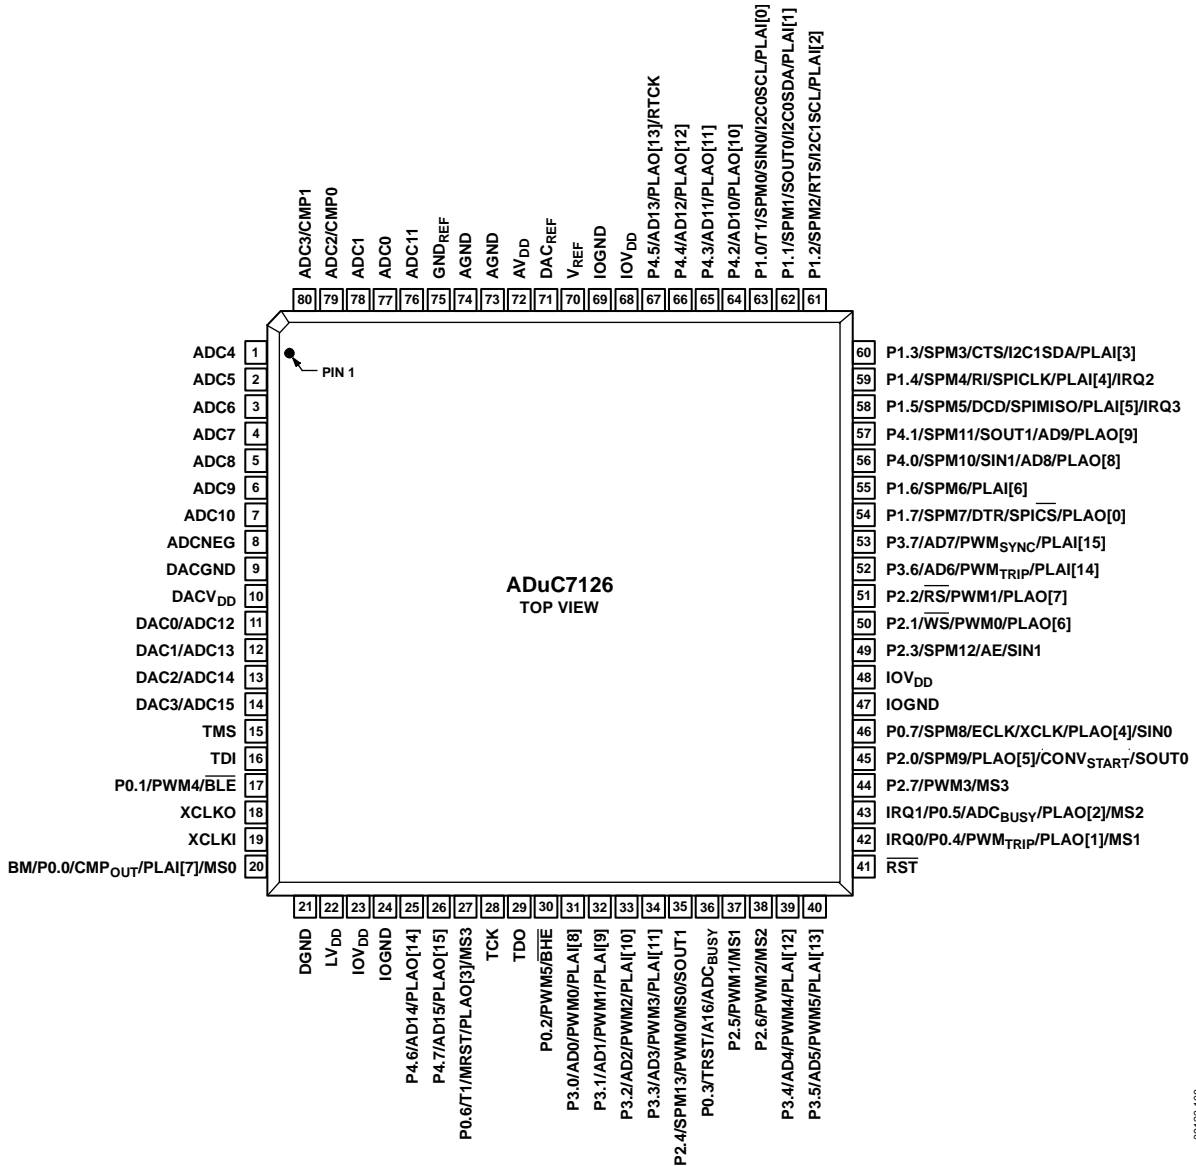 ADC3/CMP1
ADC2/CMP0
ADC1
ADC0
ADC11
GNDREF
AGND
AGND
AVDD
DACREF
VREF
IOGND
IOVDD
P4.5/AD13/PLAO[13]/RTCK
P4.4/AD12/PLAO[12]
P4.3/AD11/PLAO[11]
P4.2/AD10/PLAO[10]
P1.0/T1/SPM0/SIN0/I2C0SCL/PLAI[0]
P1.1/SPM1/SOUT0/I2C0SDA/PLAI[1]
P1.2/SPM2/RTS/I2C1SCL/PLAI[2]
80 79 78 77 76 75 74 73 72 71 70 69 68 67 66 65 64 63 62 61
ADC4 1
ADC5 2
ADC6 3
ADC7 4
ADC8 5
ADC9 6
ADC10 7
ADCNEG 8
DACGND 9
DACVDD 10
DAC0/ADC12 11
DAC1/ADC13 12
DAC2/ADC14 13
DAC3/ADC15 14
TMS 15
TDI 16
P0.1/PWM4/BLE 17
XCLKO 18
XCLKI 19
BM/P0.0/CMPOUT/PLAI[7]/MS0 20
PIN 1
ADuC7126
TOP VIEW
60 P1.3/SPM3/CTS/I2C1SDA/PLAI[3]
59 P1.4/SPM4/RI/SPICLK/PLAI[4]/IRQ2
58 P1.5/SPM5/DCD/SPIMISO/PLAI[5]/IRQ3
57 P4.1/SPM11/SOUT1/AD9/PLAO[9]
56 P4.0/SPM10/SIN1/AD8/PLAO[8]
55 P1.6/SPM6/PLAI[6]
54 P1.7/SPM7/DTR/SPICS/PLAO[0]
53 P3.7/AD7/PWMSYNC/PLAI[15]
52 P3.6/AD6/PWMTRIP/PLAI[14]
51 P2.2/RS/PWM1/PLAO[7]
50 P2.1/WS/PWM0/PLAO[6]
49 P2.3/SPM12/AE/SIN1
48 IOVDD
47 IOGND
46 P0.7/SPM8/ECLK/XCLK/PLAO[4]/SIN0
45 P2.0/SPM9/PLAO[5]/CONVSTART/SOUT0
44 P2.7/PWM3/MS3
43 IRQ1/P0.5/ADCBUSY/PLAO[2]/MS2
42 IRQ0/P0.4/PWMTRIP/PLAO[1]/MS1
41 RST
21 22 23 24 25 26 27 28 29 30 31 32 33 34 35 36 37 38 39 40
DGND
LVDD
IOVDD
IOGND
P4.6/AD14/PLAO[14]
P4.7/AD15/PLAO[15]
P0.6/T1/MRST/PLAO[3]/MS3
TCK
TDO
P0.2/PWM5/BHE
P3.0/AD0/PWM0/PLAI[8]
P3.1/AD1/PWM1/PLAI[9]
P3.2/AD2/PWM2/PLAI[10]
P3.3/AD3/PWM3/PLAI[11]
P2.4/SPM13/PWM0/MS0/SOUT1
P0.3/TRST/A16/ADCBUSY
P2.5/PWM1/MS1
P2.6/PWM2/MS2
P3.4/AD4/PWM4/PLAI[12]
P3.5/AD5/PWM5/PLAI[13]